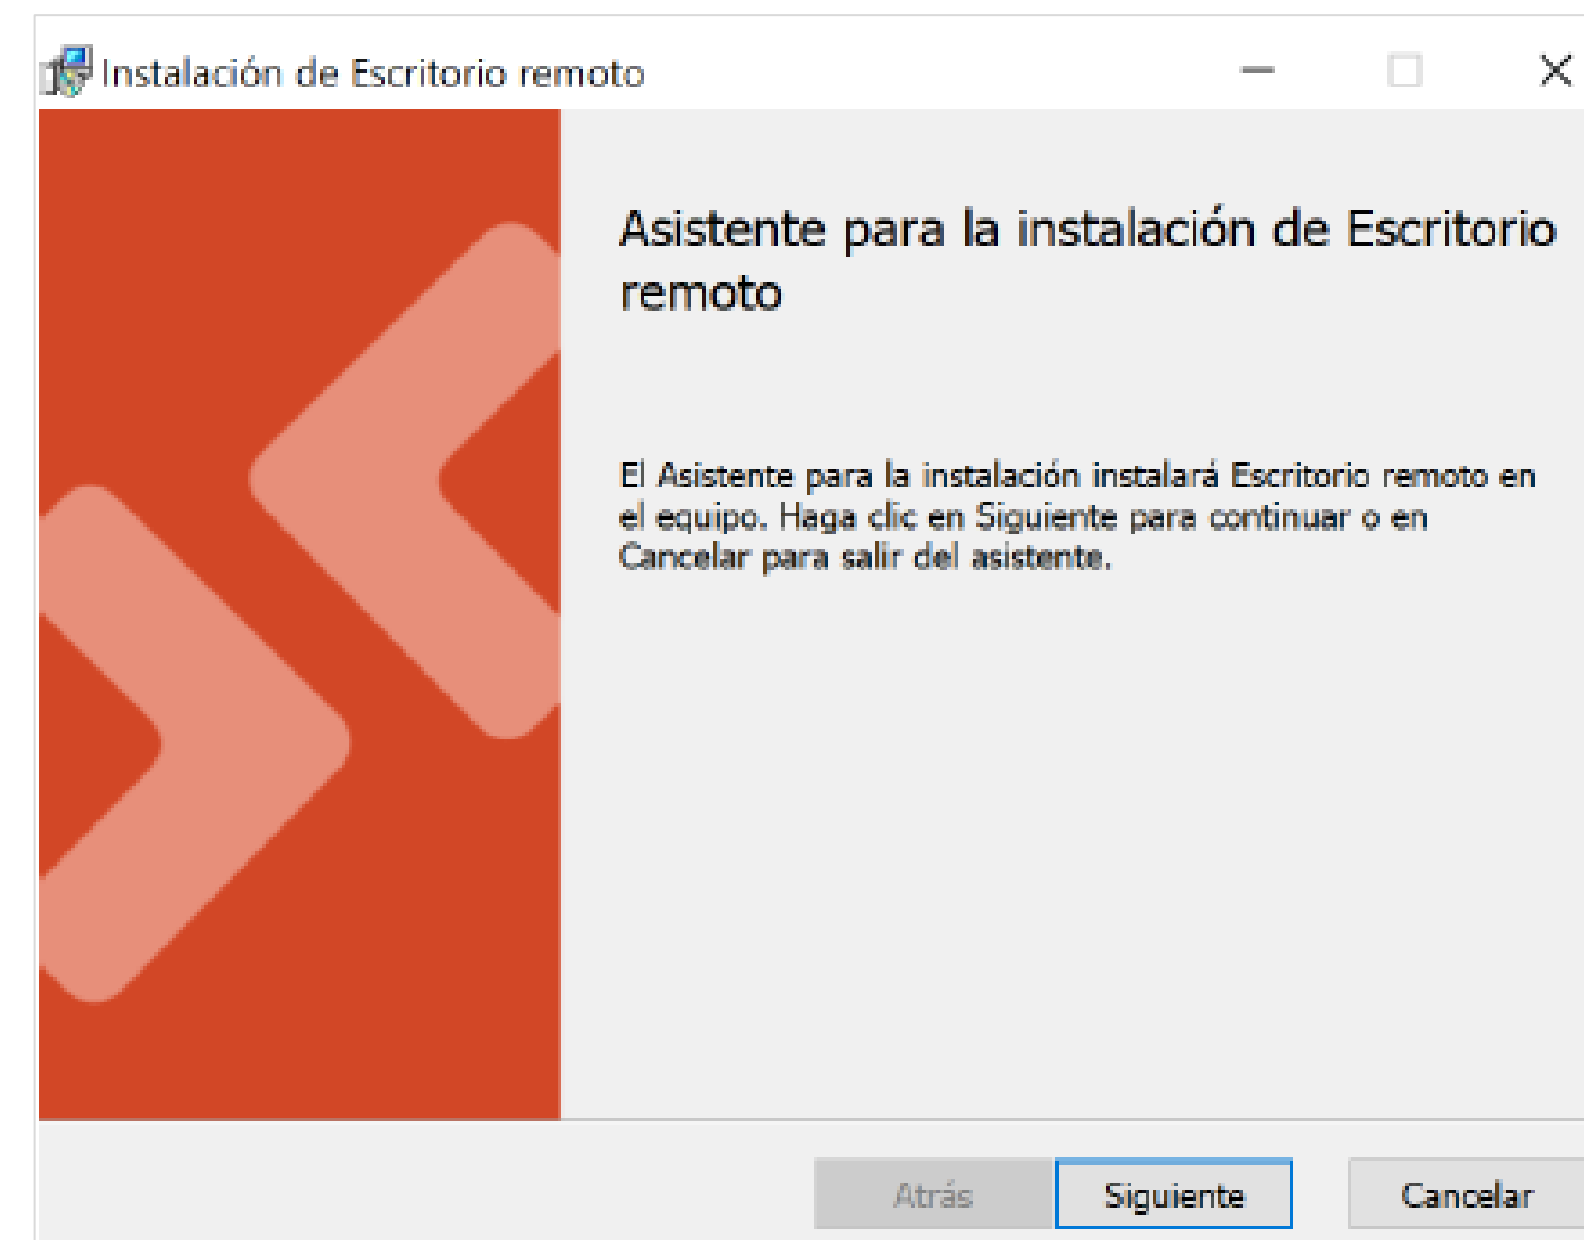 Instalación de Escritorio remoto
Asistente para la instalación de Escritorio
remoto
El Asistente para la instalación instalará Escritorio remoto en
el equipo. Haga clic en Siguiente para continuar o en
Cancelar para salir del asistente.
Atrás
Siguiente
Cancelar